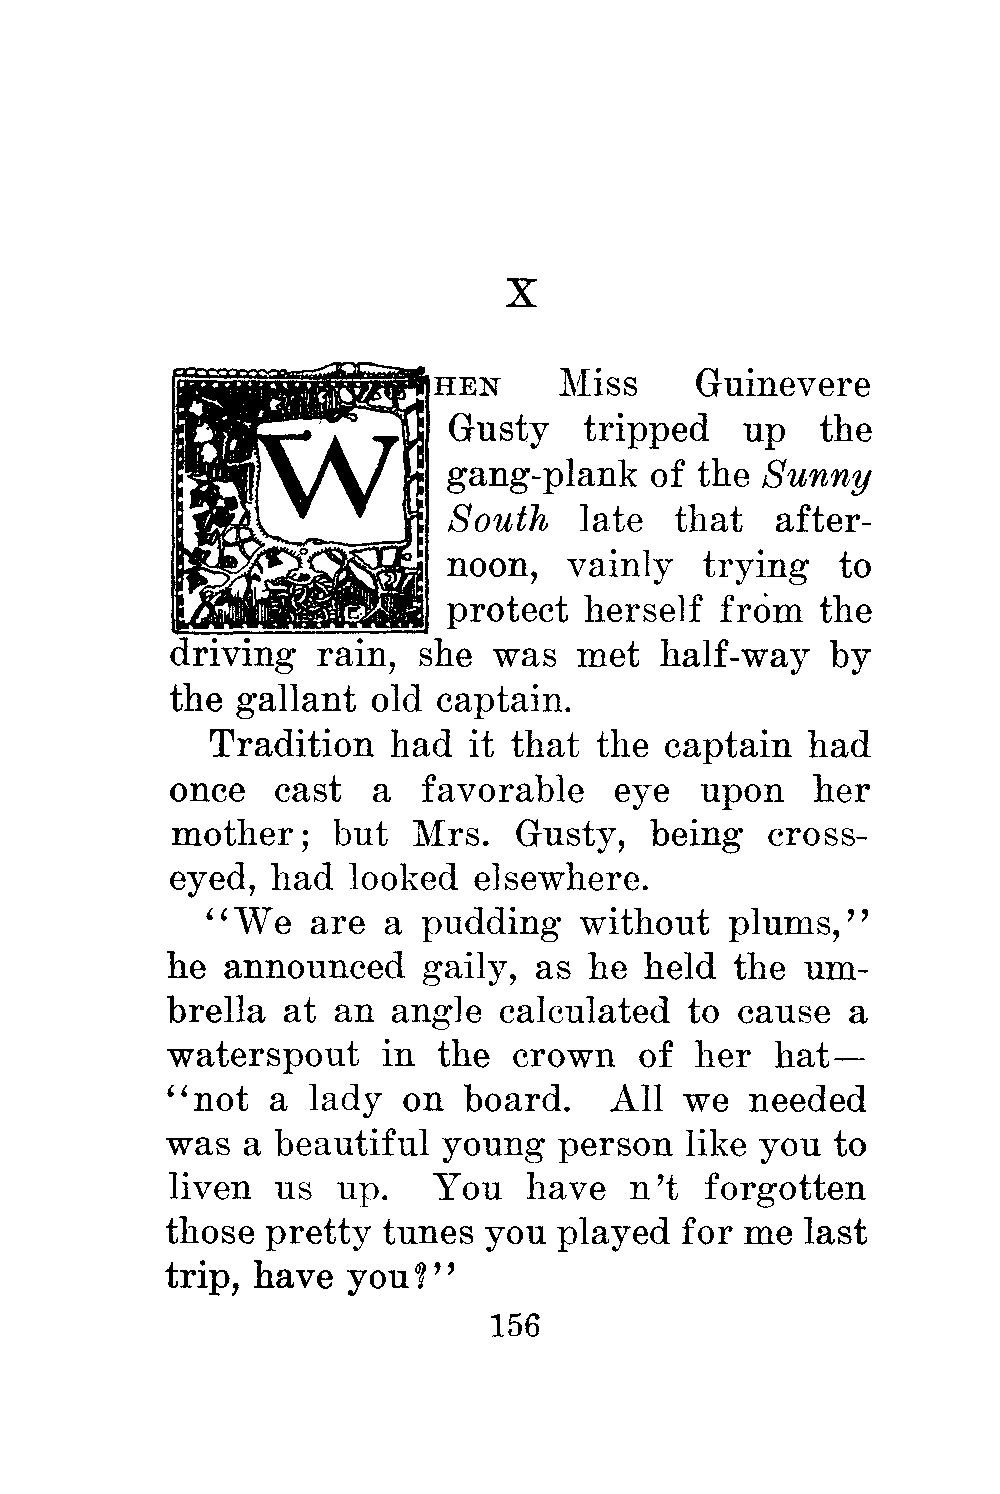 X
WHEN Miss Guinevere
Gusty tripped up the
gang-plank of the Sunny
South late that after-
noon, vainly trying to
protect herself from the
driving rain, she was met half-way by
the gallant old captain.
Tradition had it that the captain had
once cast a favorable eye upon her
mother; but Mrs. Gusty, being cross-
eyed, had looked elsewhere.
"We are a pudding without plums,"
he announced gaily, as he held the um-
brella at an angle calculated to cause a
waterspout in the crown of her hat—
"not a lady on board. All we needed
was a beautiful young person like you to
liven us up. You have n't forgotten
those pretty tunes you played for me last
trip, have you?"
156